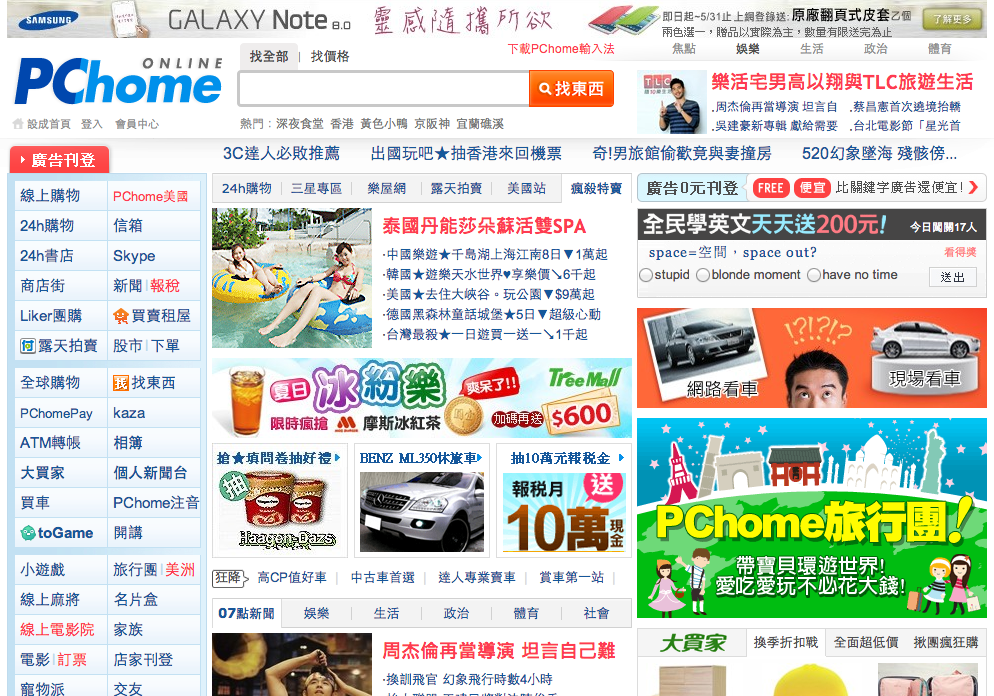 SAMSUNG
GALAXY Note 8.0
靈感隨攜所欲
即日起~5/31止 上網登錄送: 原廠翻頁式皮套乙個
兩色選一，贈品以實際為主，數量有限送完為止
了解更多
PChome ONLINE
找全部 | 找價格
下載PChome輸入法
找東西
設成首頁 登入 會員中心
熱門：深夜食堂 香港 黃色小鴨 京阪神 宜蘭礁溪
焦點 娛樂 生活 政治 體育
TLC
樂活宅男高以翔與TLC旅遊生活
.周杰倫再當導演 坦言自 .蔡昌憲首次遶境抬轎
.吳建豪新專輯 獻給需要 .台北電影節「星光首
廣告刊登
3C達人必敗推薦 出國玩吧★抽香港來回機票 奇!男旅館偷歡竟與妻撞房 520幻象墜海 殘骸傍...
線上購物 PChome美國
24h購物 信箱
24h書店 Skype
商店街 新聞|報稅
Liker團購 買賣租屋
露天拍賣 股市|下單
全球購物 找東西
PChomePay kaza
ATM轉帳 相簿
大買家 個人新聞台
買車 PChome注音
toGame 開講
小遊戲 旅行團|美洲
線上麻將 名片盒
線上電影院 家族
電影|訂票 店家刊登
寵物派 交友
24h購物 | 三星專區 | 樂屋網 | 露天拍賣 | 美國站 瘋殺特賣
泰國丹能莎朵蘇活雙SPA
‧中國樂遊★千島湖上海江南8日▼1萬起
‧韓國★遊樂天水世界♥享樂價↘6千起
‧美國★去住大峽谷。玩公園▼$9萬起
‧德國黑森林童話城堡★5日▼超級心動
‧台灣最殺★一日遊買一送一↘1千起
夏日冰粉樂
爽呆了!!
TreeMall
限時瘋搶 摩斯冰紅茶
加碼再送 $600
搶★填問卷抽好禮
抽
Häagen-Dazs
BENZ ML350休旅車
抽10萬元報稅金
報稅月 送
10萬現金
狂降 高CP值好車 | 中古車首選 | 達人專業賣車 | 賞車第一站 |
07點新聞 娛樂 | 生活 | 政治 | 體育 | 社會
周杰倫再當導演 坦言自己難
‧換訓飛官 幻象飛行時數4小時
廣告0元刊登 FREE 便宜 比關鍵字廣告還便宜!
全民學英文天天送200元! 今日闖關17人
space=空間，space out?
看得獎
stupid blonde moment have no time
送出
!?!?!?
網路看車
現場看車
PChome旅行團!
帶寶貝環遊世界!
愛吃愛玩不必花大錢!
大買家 換季折扣戰 全面超低價 揪團瘋狂購